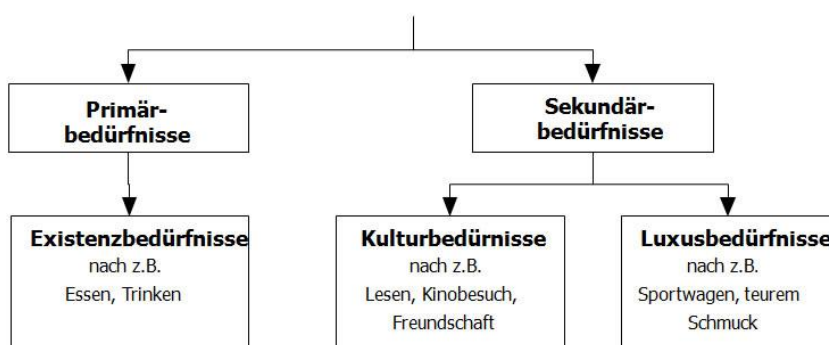 Primär-
bedürfnisse
Sekundär-
bedürfnisse
Existenzbedürfnisse
nach z.B.
Essen, Trinken
Kulturbedürnisse
nach z.B.
Lesen, Kinobesuch,
Freundschaft
Luxusbedürfnisse
nach z.B.
Sportwagen, teurem
Schmuck